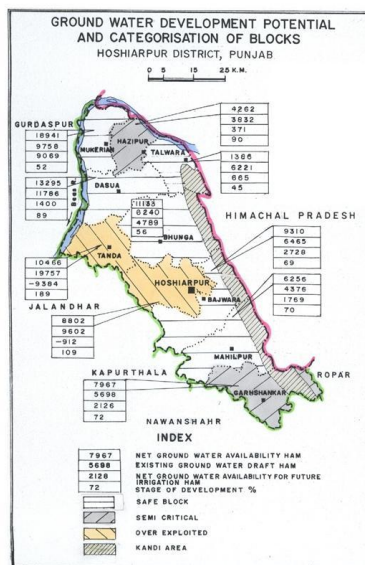 GROUND WATER DEVELOPMENT POTENTIAL
AND CATEGORISATION OF BLOCKS
HOSHIARPUR DISTRICT, PUNJAB
0 5 15 25 K.M.
GURDASPUR
18941
9758
9069
52
4262
3832
371
90
HAZIPUR
MUKERIAN
TALWARA
1366
6221
665
45
13295
11786
1400
89
Beas
DASUA
11133
6240
4789
56
BHUNGA
HIMACHAL PRADESH
9310
6465
2728
69
10466
19757
-9384
189
TANDA
HOSHIARPUR
BAJWARA
6256
4376
1769
70
JALANDHAR
8802
9602
-912
109
MAHILPUR
KAPURTHALA
7967
5698
2126
72
ROPAR
GARHSHANKAR
NAWANSHAHR
INDEX
7967 NET GROUND WATER AVAILABILITY HAM
5698 EXISTING GROUND WATER DRAFT HAM
2128 NET GROUND WATER AVAILABILITY FOR FUTURE
IRRIGATION HAM
72 STAGE OF DEVELOPMENT %
SAFE BLOCK
SEMI CRITICAL
OVER EXPLOITED
KANDI AREA